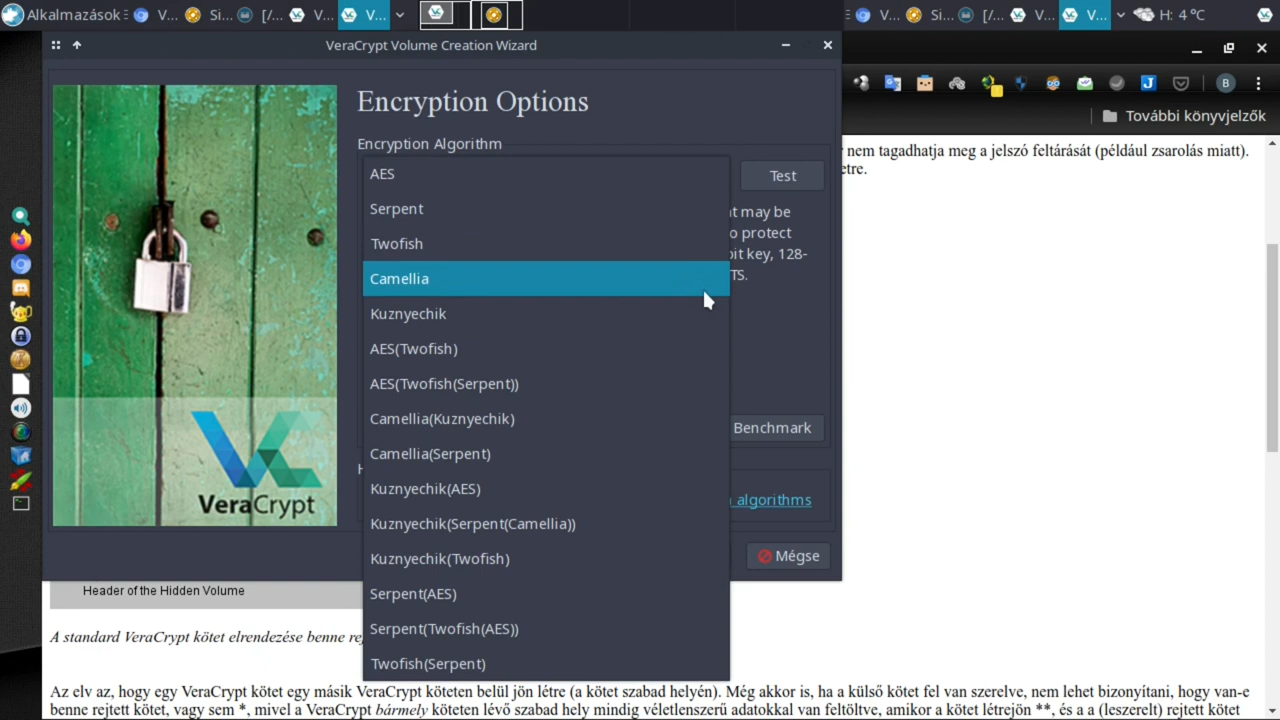 Alkalmazások V... Si... [/... V... V... V... Si... [/... V... V... H: 4 °C
VeraCrypt Volume Creation Wizard
Encryption Options
Encryption Algorithm
AES
Serpent
Twofish
Camellia
Kuznyechik
AES(Twofish)
AES(Twofish(Serpent))
Camellia(Kuznyechik)
Camellia(Serpent)
Kuznyechik(AES)
Kuznyechik(Serpent(Camellia))
Kuznyechik(Twofish)
Serpent(AES)
Serpent(Twofish(AES))
Twofish(Serpent)
Test
t may be
o protect
bit key, 128-
TS.
Benchmark
algorithms
Mégse
VeraCrypt
B
További könyvjelzők
nem tagadhatja meg a jelszó feltárását (például zsarolás miatt).
etre.
Header of the Hidden Volume
A standard VeraCrypt kötet elrendezése benne re
Az elv az, hogy egy VeraCrypt kötet egy másik VeraCrypt köteten belül jön létre (a kötet szabad helyén). Még akkor is, ha a külső kötet fel van szerelve, nem lehet bizonyítani, hogy van-e
benne rejtett kötet, vagy sem *, mivel a VeraCrypt bármely köteten lévő szabad hely mindig véletlenszerű adatokkal van feltöltve, amikor a kötet létrejön **, és a a (leszerelt) rejtett kötet